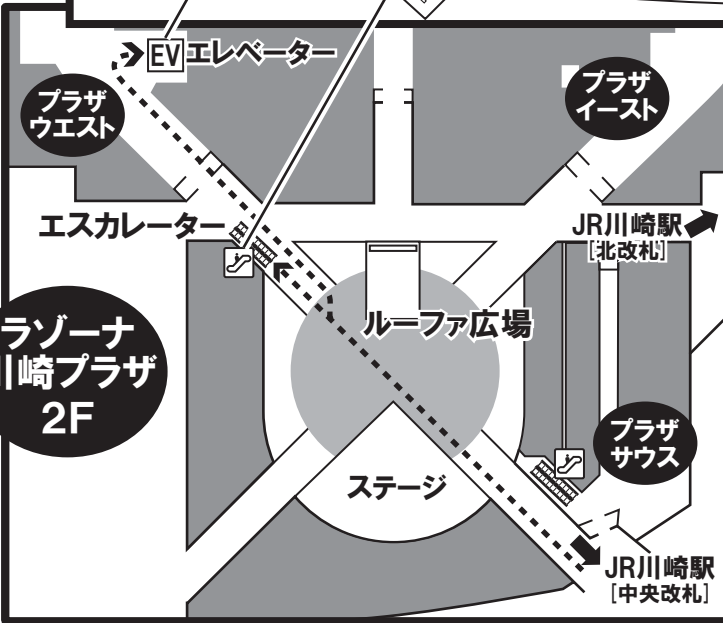 EV エレベーター
プラザ
ウエスト
プラザ
イースト
エスカレーター
JR川崎駅
[北改札]
ルーファ広場
ラゾーナ
川崎プラザ
2F
プラザ
サウス
ステージ
JR川崎駅
[中央改札]